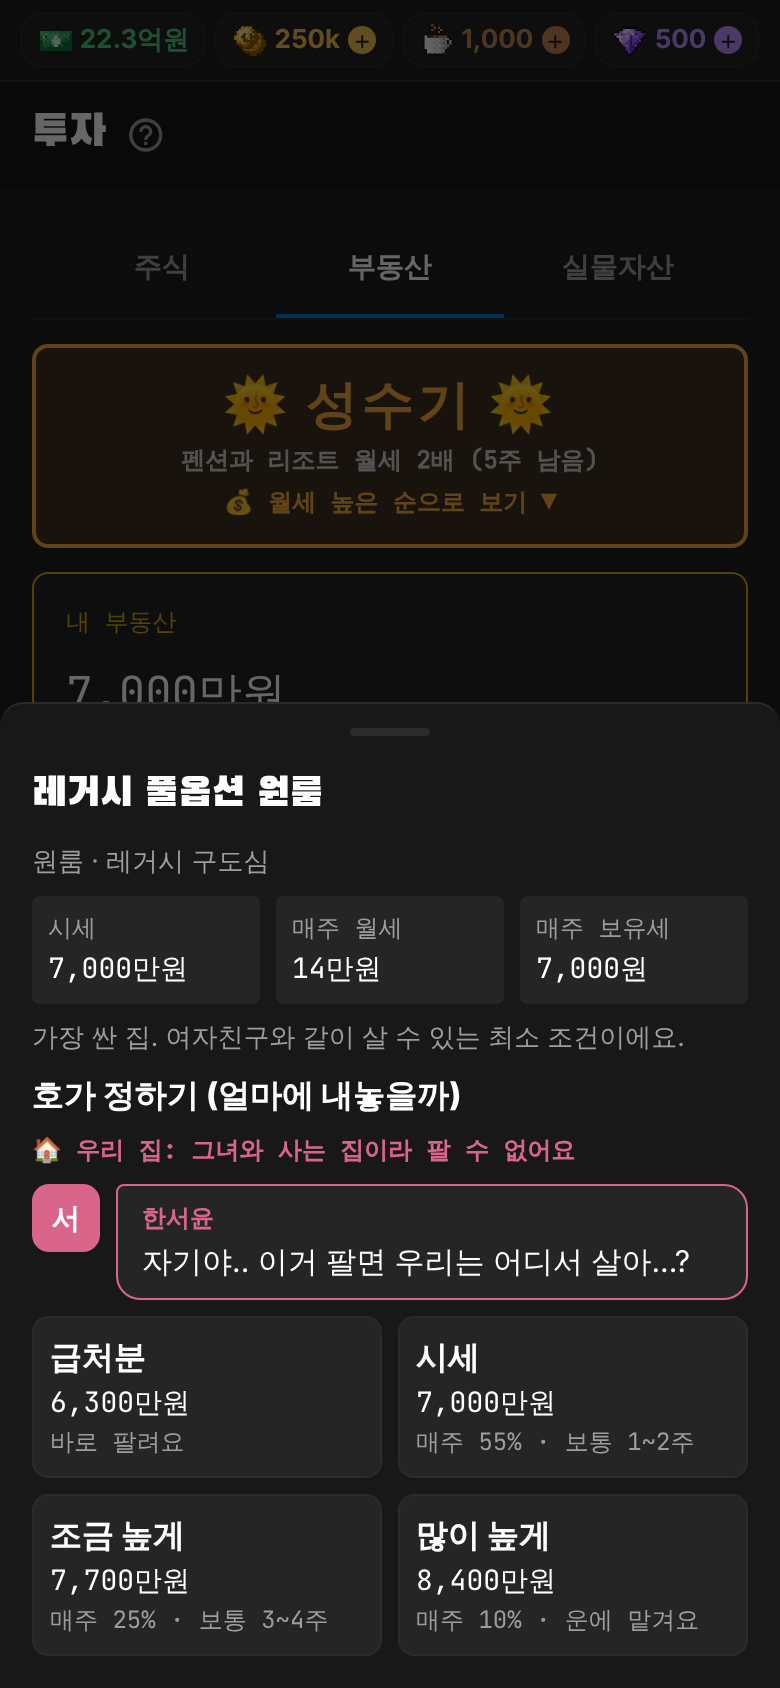 22.3억원 250k + 1,000 + 500 +
투자 ?
주식 부동산 실물자산
성수기
펜션과 리조트 월세 2배 (5주 남음)
월세 높은 순으로 보기 ▼
내 부동산
7,000만원
레거시 풀옵션 원룸
원룸 · 레거시 구도심
시세 매주 월세 매주 보유세
7,000만원 14만원 7,000원
가장 싼 집. 여자친구와 같이 살 수 있는 최소 조건이에요.
호가 정하기 (얼마에 내놓을까)
우리 집: 그녀와 사는 집이라 팔 수 없어요
서
한서윤
자기야.. 이거 팔면 우리는 어디서 살아...?
급처분
6,300만원
바로 팔려요
시세
7,000만원
매주 55% · 보통 1~2주
조금 높게
7,700만원
매주 25% · 보통 3~4주
많이 높게
8,400만원
매주 10% · 운에 맡겨요